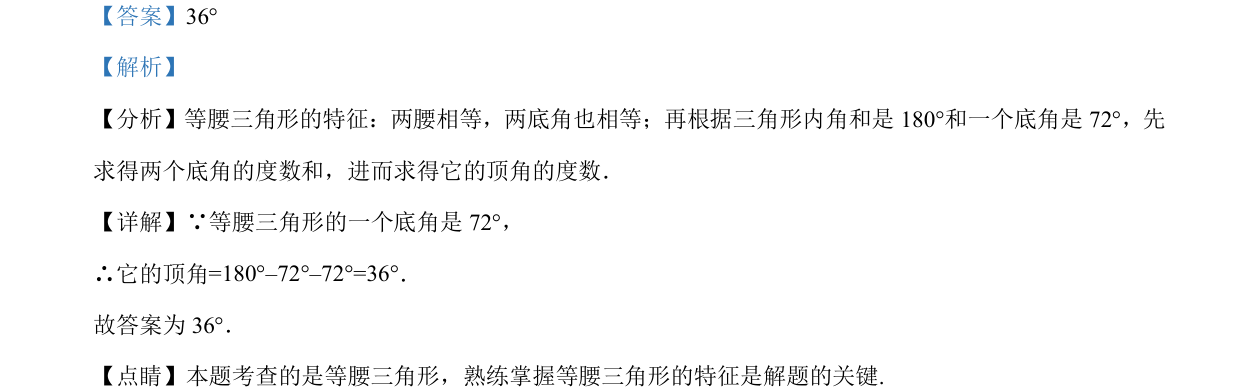 【答案】36°
【解析】
【分析】等腰三角形的特征：两腰相等，两底角也相等；再根据三角形内角和是 180°和一个底角是 72°，先
求得两个底角的度数和，进而求得它的顶角的度数．
【详解】∵等腰三角形的一个底角是 72°，
∴它的顶角=180°–72°–72°=36°．
故答案为 36°．
【点睛】本题考查的是等腰三角形，熟练掌握等腰三角形的特征是解题的关键.